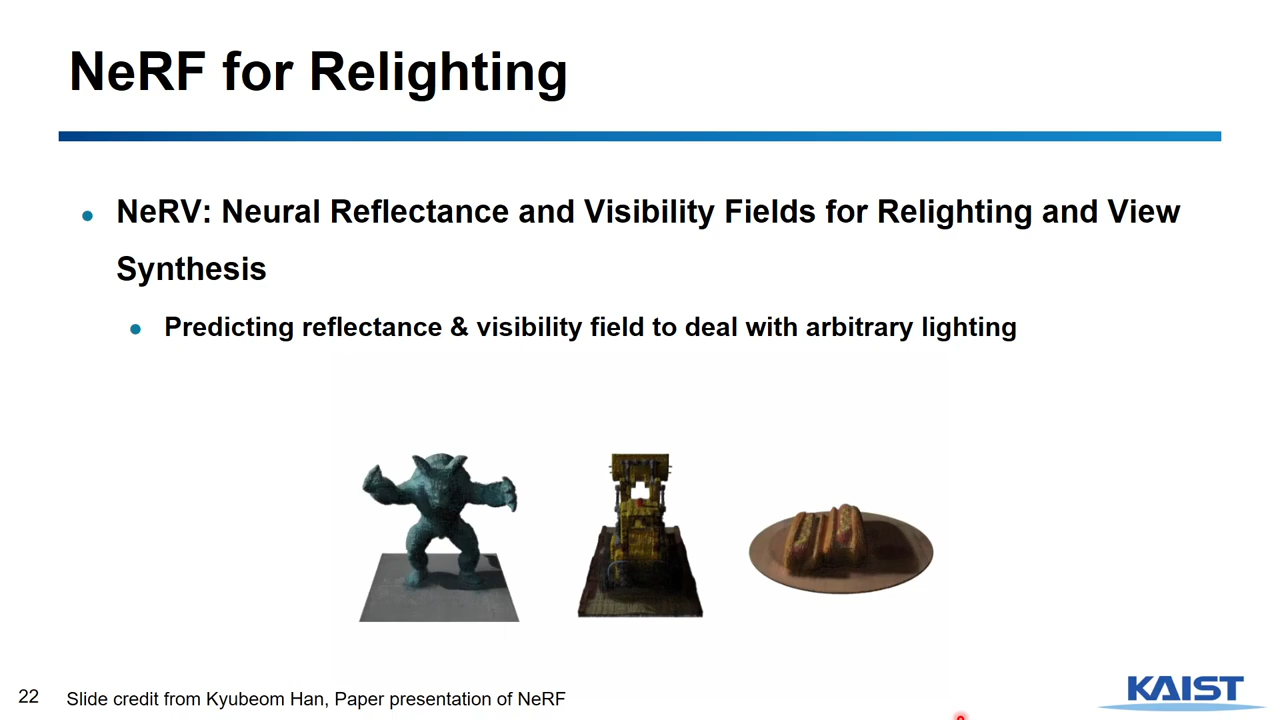 NeRF for Relighting
NeRV: Neural Reflectance and Visibility Fields for Relighting and View
Synthesis
Predicting reflectance & visibility field to deal with arbitrary lighting
22
Slide credit from Kyubeom Han, Paper presentation of NeRF
KAIST